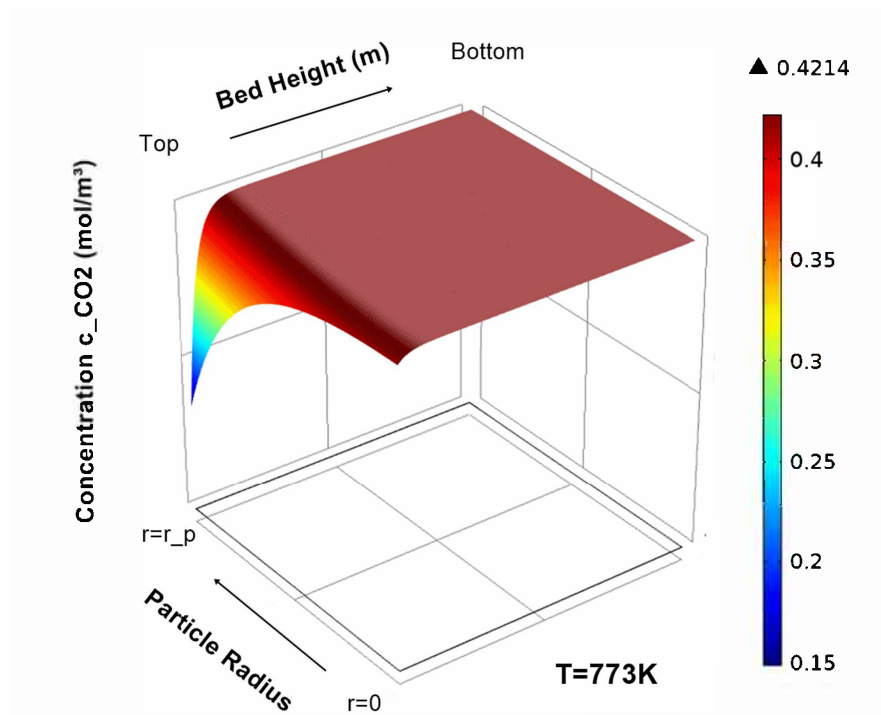 Bottom
Bed Height (m)
Top
Concentration c_CO2 (mol/m³)
r=r_p
Particle Radius
r=0
T=773K
▲ 0.4214
0.4
0.35
0.3
0.25
0.2
0.15